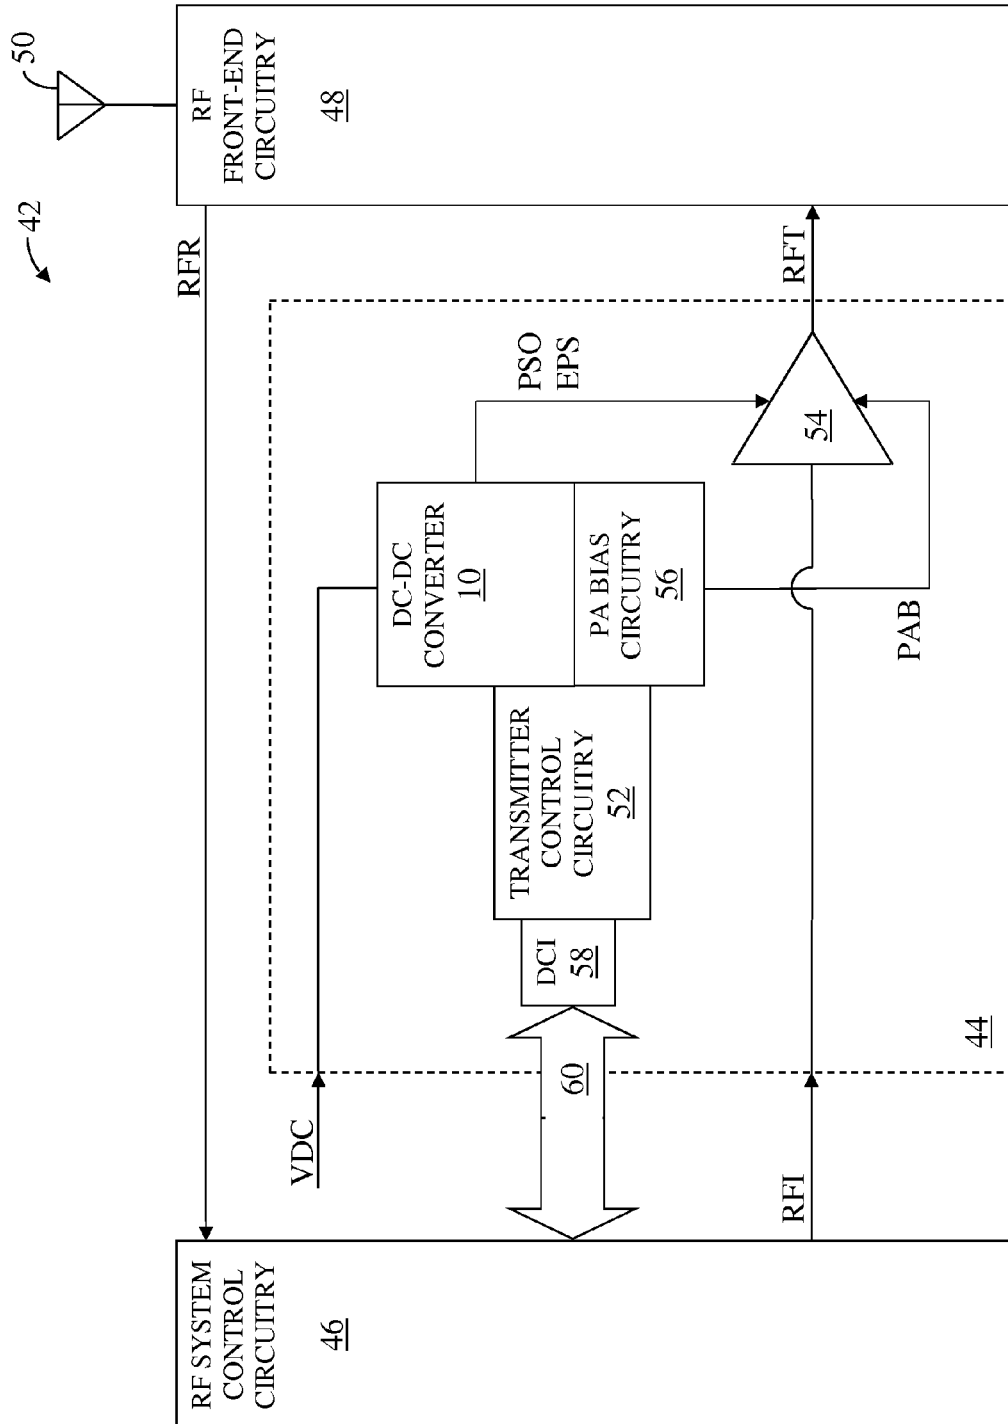 42
50
RF SYSTEM
CONTROL
CIRCUITRY
46
RFR
RF
FRONT-END
CIRCUITRY
48
VDC
DC-DC
CONVERTER
10
PSO
EPS
TRANSMITTER
CONTROL
CIRCUITRY
52
DCI
58
60
PA BIAS
CIRCUITRY
56
54
RFI
RFT
PAB
44